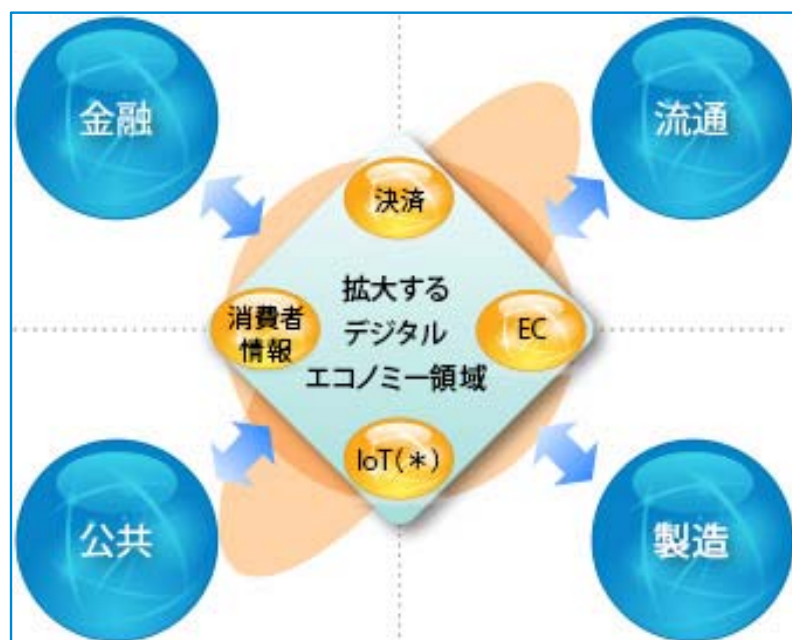 金融
流通
決済
拡大する
デジタル
エコノミー領域
消費者
情報
EC
IoT(＊)
公共
製造